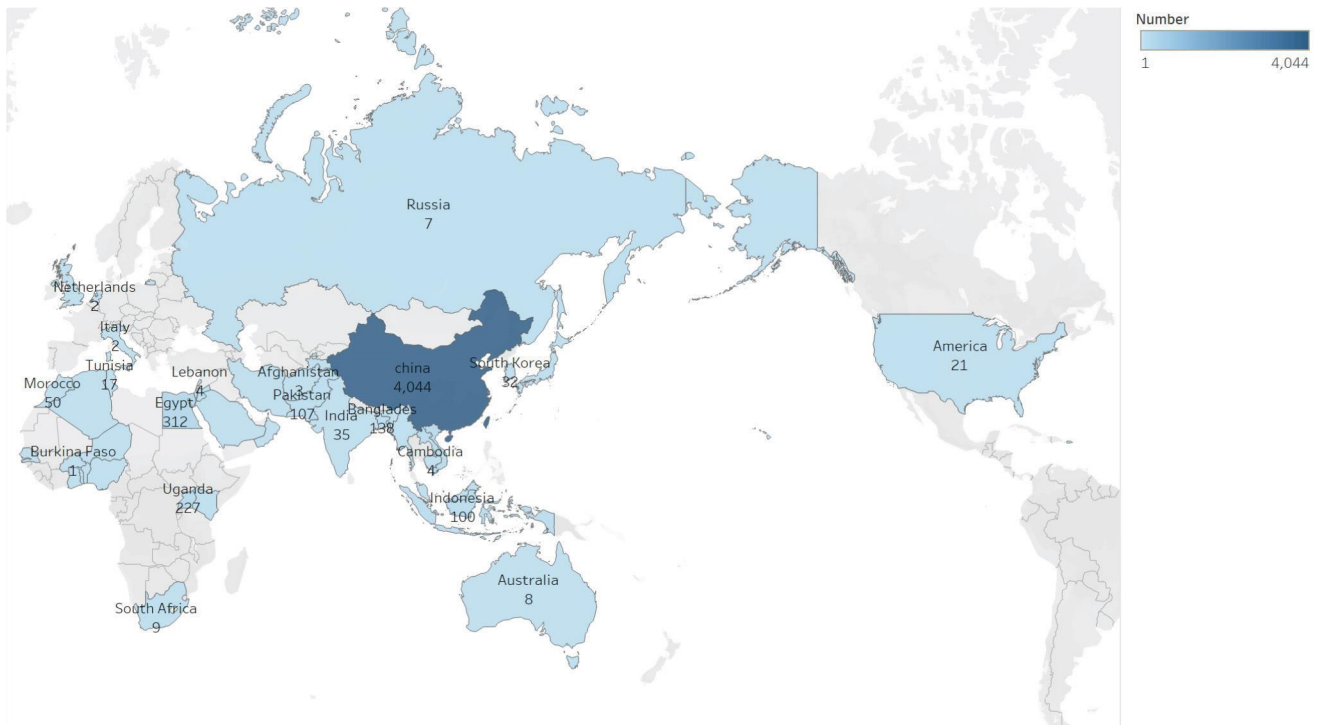 Number
1 4,044
Russia
7
Netherlands
2
Italy
2
Tunisia
17
Morocco
50
Lebanon
4
Egypt
312
Afghanistan
3
Pakistan
107
India
35
Banglades
138
china
4,044
South Korea
32
America
21
Burkina Faso
1
Cambodia
4
Uganda
227
Indonesia
100
Australia
8
South Africa
9